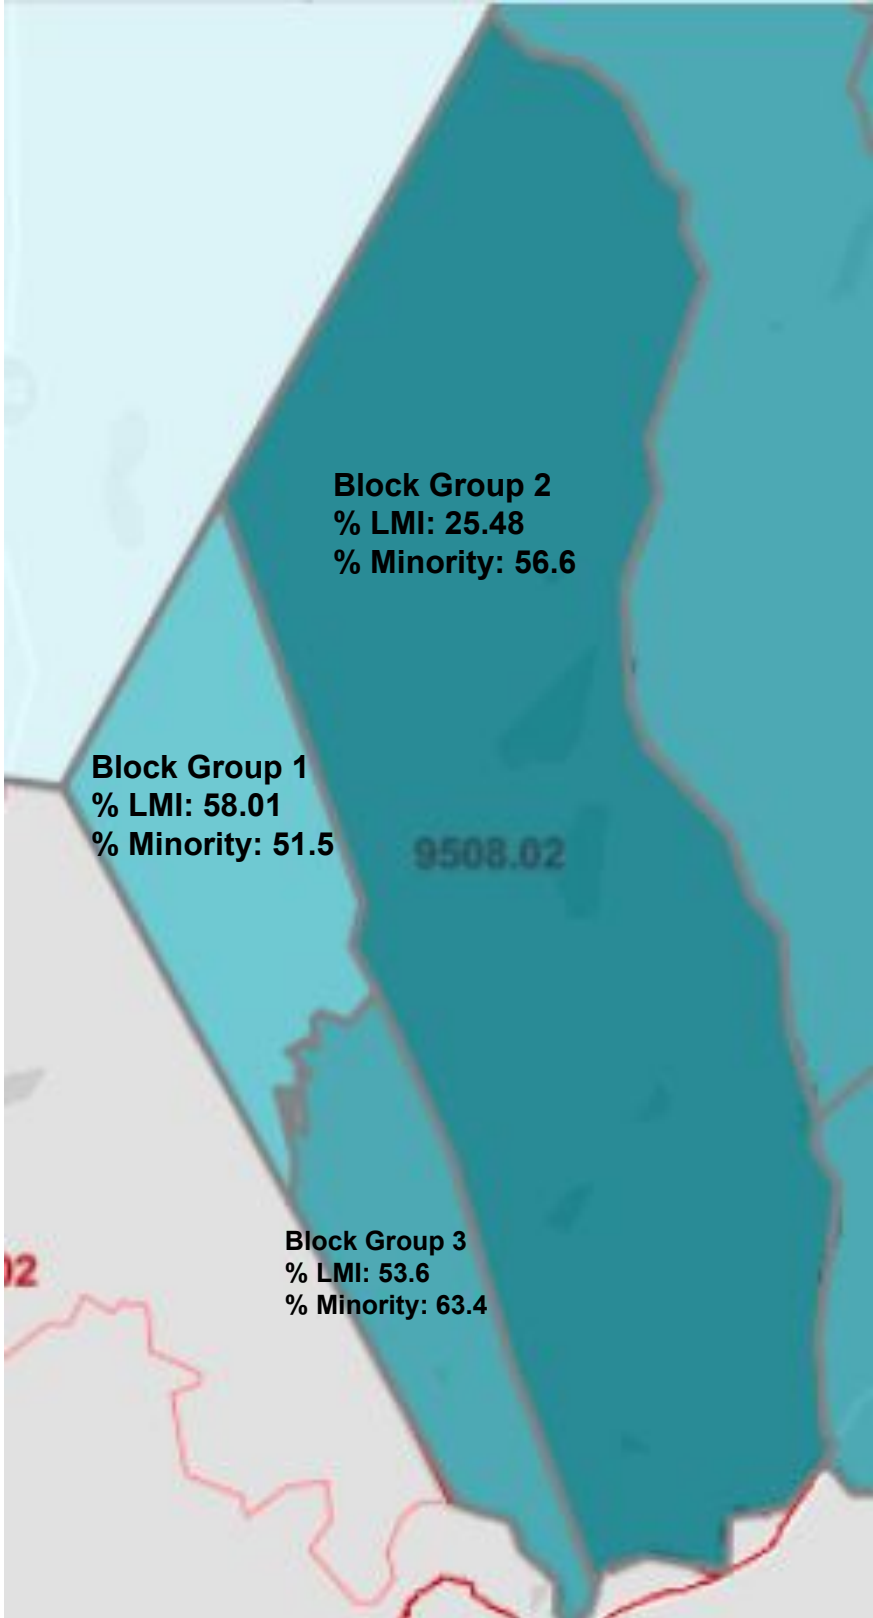 Block Group 2
% LMI: 25.48
% Minority: 56.6
Block Group 1
% LMI: 58.01
% Minority: 51.5
9508.02
Block Group 3
% LMI: 53.6
% Minority: 63.4
02